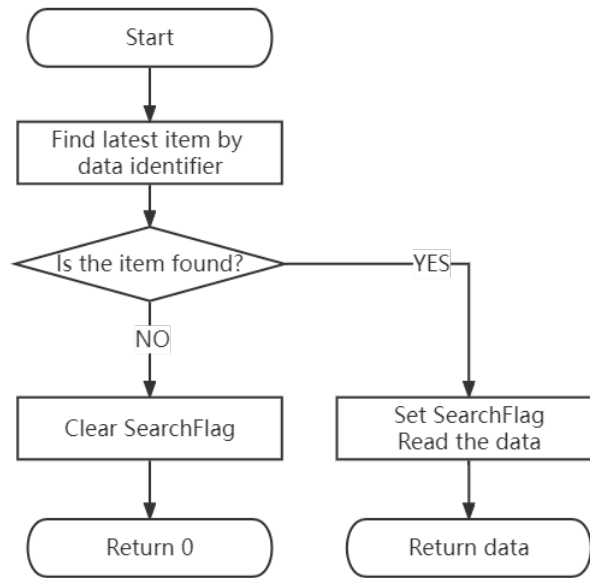 Start
Find latest item by
data identifier
Is the item found?
YES
NO
Clear SearchFlag
Set SearchFlag
Read the data
Return 0
Return data